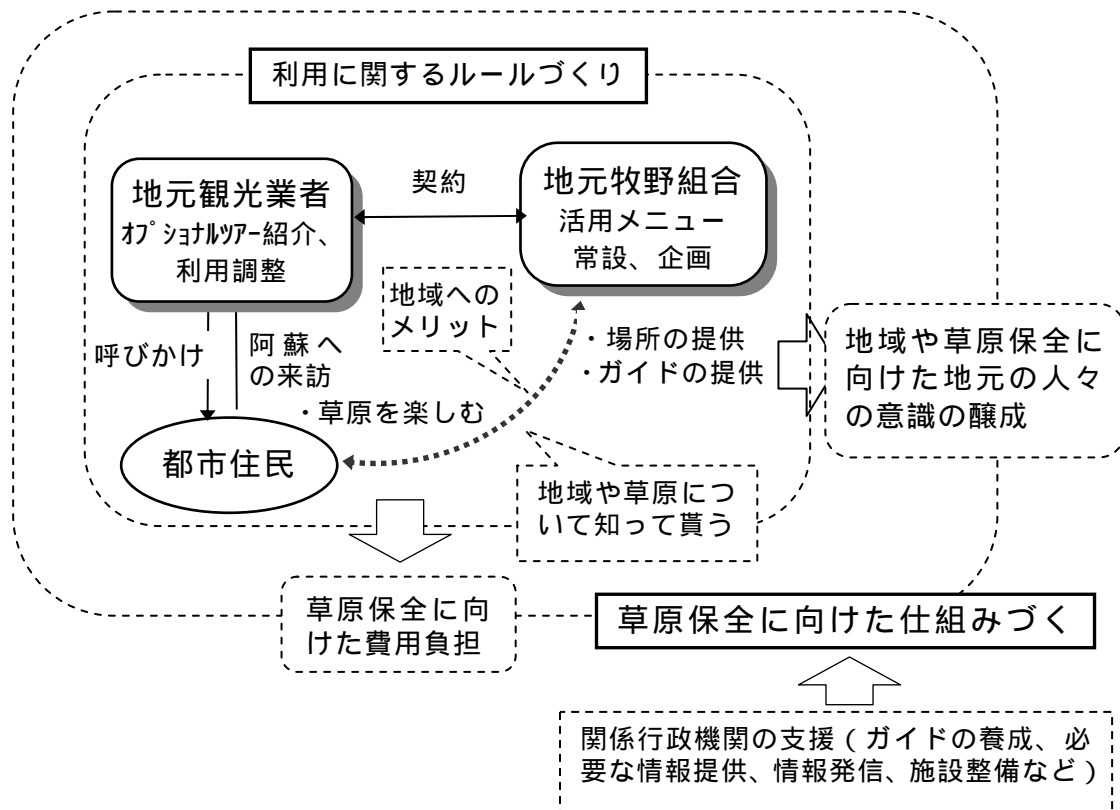 利用に関するルールづくり
地元観光業者
ｵﾌﾟｼｮﾅﾙﾂｱｰ紹介、
利用調整
契約
地元牧野組合
活用メニュー
常設、企画
地域への
メリット
呼びかけ
阿蘇へ
の来訪
・場所の提供
・ガイドの提供
・草原を楽しむ
都市住民
地域や草原保全に
向けた地元の人々
の意識の醸成
地域や草原につ
いて知って貰う
草原保全に向
けた費用負担
草原保全に向けた仕組みづく
関係行政機関の支援（ガイドの養成、必
要な情報提供、情報発信、施設整備など）